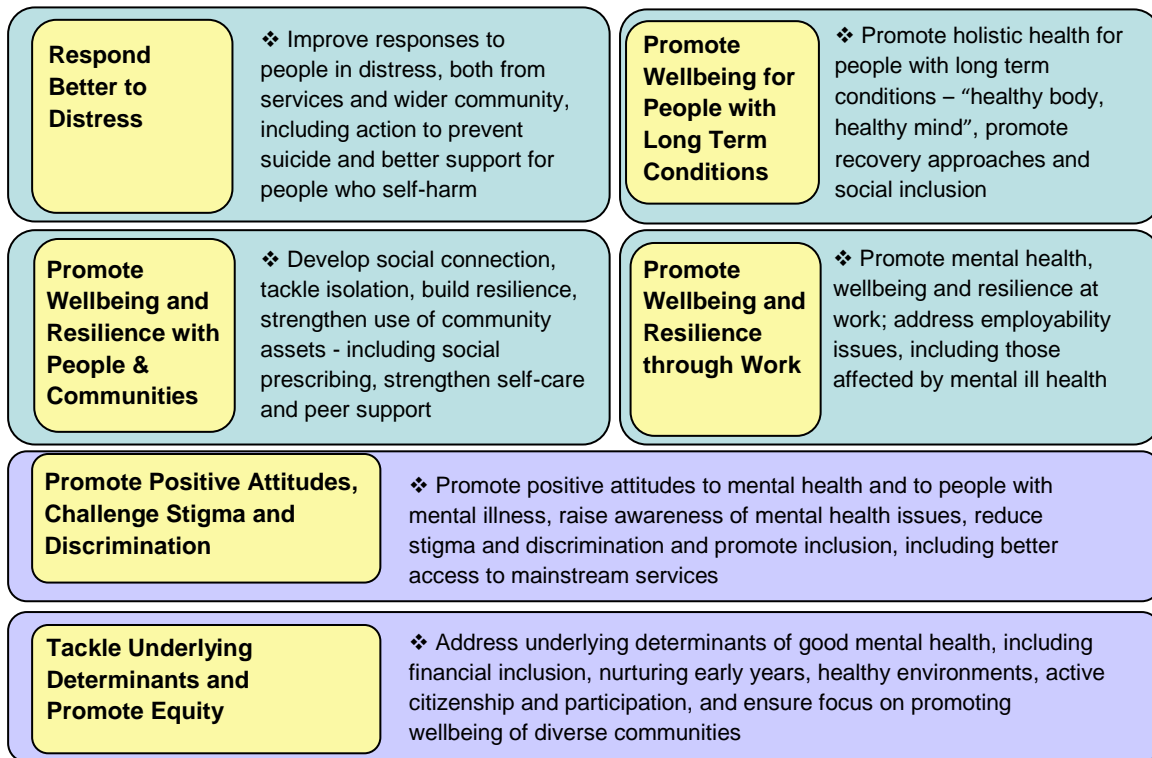 Respond
Better to
Distress
❖ Improve responses to
people in distress, both from
services and wider community,
including action to prevent
suicide and better support for
people who self-harm
Promote
Wellbeing for
People with
Long Term
Conditions
❖ Promote holistic health for
people with long term
conditions – “healthy body,
healthy mind”, promote
recovery approaches and
social inclusion
Promote
Wellbeing and
Resilience with
People &
Communities
❖ Develop social connection,
tackle isolation, build resilience,
strengthen use of community
assets - including social
prescribing, strengthen self-care
and peer support
Promote
Wellbeing and
Resilience
through Work
❖ Promote mental health,
wellbeing and resilience at
work; address employability
issues, including those
affected by mental ill health
Promote Positive Attitudes,
Challenge Stigma and
Discrimination
❖ Promote positive attitudes to mental health and to people with
mental illness, raise awareness of mental health issues, reduce
stigma and discrimination and promote inclusion, including better
access to mainstream services
Tackle Underlying
Determinants and
Promote Equity
❖ Address underlying determinants of good mental health, including
financial inclusion, nurturing early years, healthy environments, active
citizenship and participation, and ensure focus on promoting
wellbeing of diverse communities